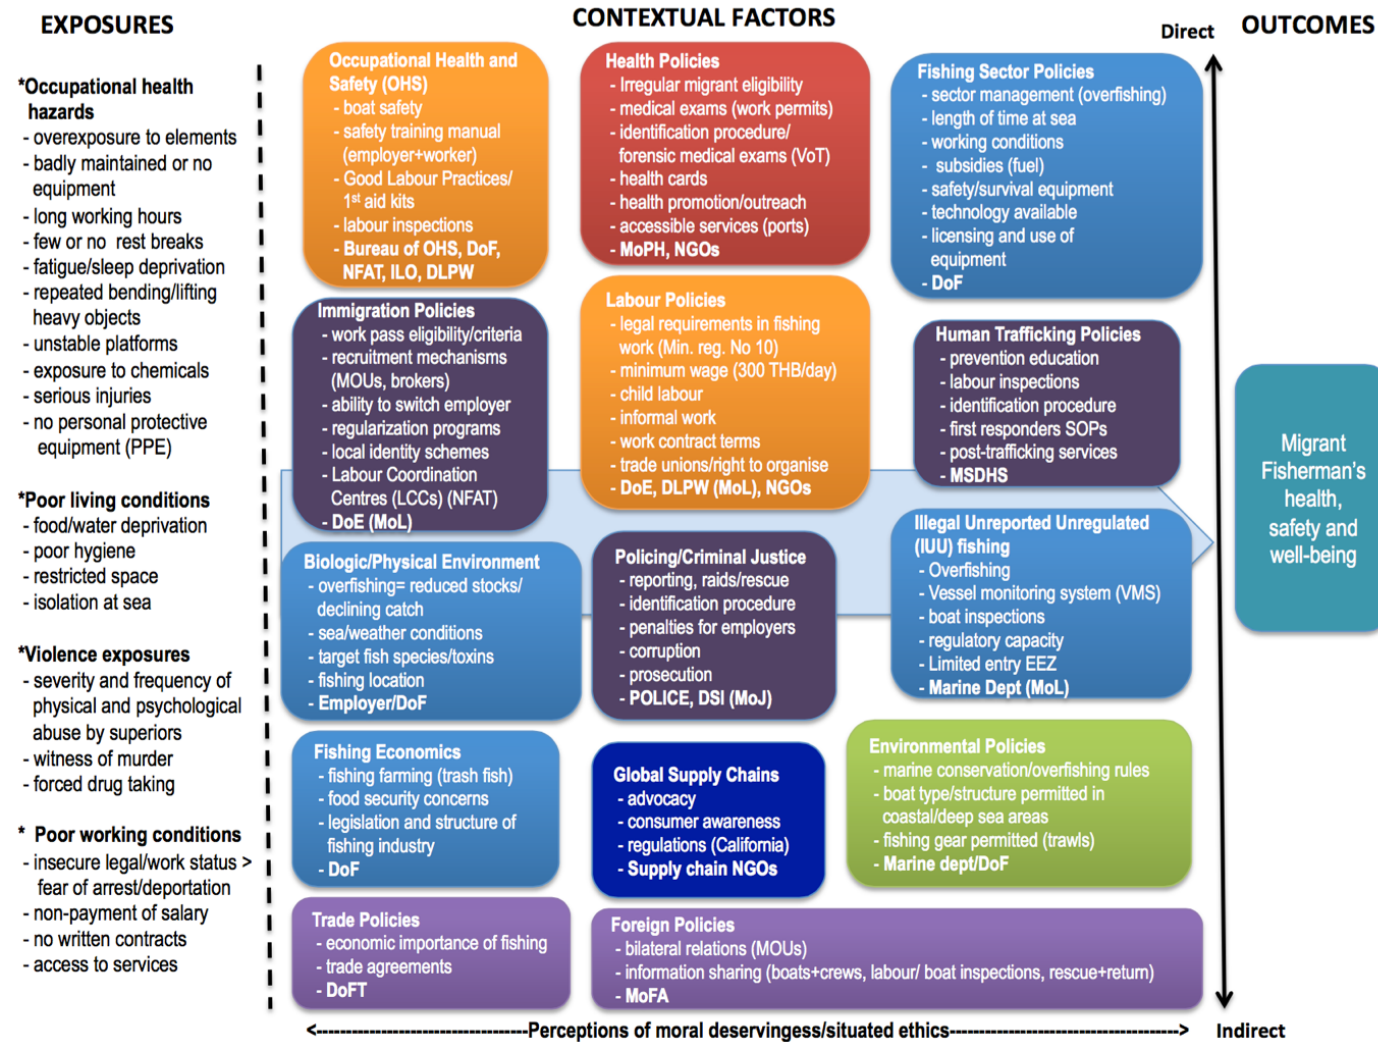 EXPOSURES
*Occupational health
hazards
- overexposure to elements
- badly maintained or no
equipment
- long working hours
- few or no rest breaks
- fatigue/sleep deprivation
- repeated bending/lifting
heavy objects
- unstable platforms
- exposure to chemicals
- serious injuries
- no personal protective
equipment (PPE)
*Poor living conditions
- food/water deprivation
- poor hygiene
- restricted space
- isolation at sea
*Violence exposures
- severity and frequency of
physical and psychological
abuse by superiors
- witness of murder
- forced drug taking
* Poor working conditions
- insecure legal/work status >
fear of arrest/deportation
- non-payment of salary
- no written contracts
- access to services
CONTEXTUAL FACTORS
Occupational Health and
Safety (OHS)
- boat safety
- safety training manual
(employer+worker)
- Good Labour Practices/
1st aid kits
- labour inspections
- Bureau of OHS, DoF,
NFAT, ILO, DLPW
Health Policies
- Irregular migrant eligibility
- medical exams (work permits)
- identification procedure/
forensic medical exams (VoT)
- health cards
- health promotion/outreach
- accessible services (ports)
- MoPH, NGOs
Fishing Sector Policies
- sector management (overfishing)
- length of time at sea
- working conditions
- subsidies (fuel)
- safety/survival equipment
- technology available
- licensing and use of
equipment
- DoF
Immigration Policies
- work pass eligibility/criteria
- recruitment mechanisms
(MOUs, brokers)
- ability to switch employer
- regularization programs
- local identity schemes
- Labour Coordination
Centres (LCCs) (NFAT)
- DoE (MoL)
Labour Policies
- legal requirements in fishing
work (Min. reg. No 10)
- minimum wage (300 THB/day)
- child labour
- informal work
- work contract terms
- trade unions/right to organise
- DoE, DLPW (MoL), NGOs
Human Trafficking Policies
- prevention education
- labour inspections
- identification procedure
- first responders SOPs
- post-trafficking services
- MSDHS
Biologic/Physical Environment
- overfishing= reduced stocks/
declining catch
- sea/weather conditions
- target fish species/toxins
- fishing location
- Employer/DoF
Policing/Criminal Justice
- reporting, raids/rescue
- identification procedure
- penalties for employers
- corruption
- prosecution
- POLICE, DSI (MoJ)
Illegal Unreported Unregulated
(IUU) fishing
- Overfishing
- Vessel monitoring system (VMS)
- boat inspections
- regulatory capacity
- Limited entry EEZ
- Marine Dept (MoL)
Fishing Economics
- fishing farming (trash fish)
- food security concerns
- legislation and structure of
fishing industry
- DoF
Global Supply Chains
- advocacy
- consumer awareness
- regulations (California)
- Supply chain NGOs
Environmental Policies
- marine conservation/overfishing rules
- boat type/structure permitted in
coastal/deep sea areas
- fishing gear permitted (trawls)
- Marine dept/DoF
Trade Policies
- economic importance of fishing
- trade agreements
- DoFT
Foreign Policies
- bilateral relations (MOUs)
- information sharing (boats+crews, labour/ boat inspections, rescue+return)
- MoFA
<-----------------------Perceptions of moral deservingess/situated ethics------------------------->
Direct
Indirect
OUTCOMES
Migrant
Fisherman's
health,
safety and
well-being